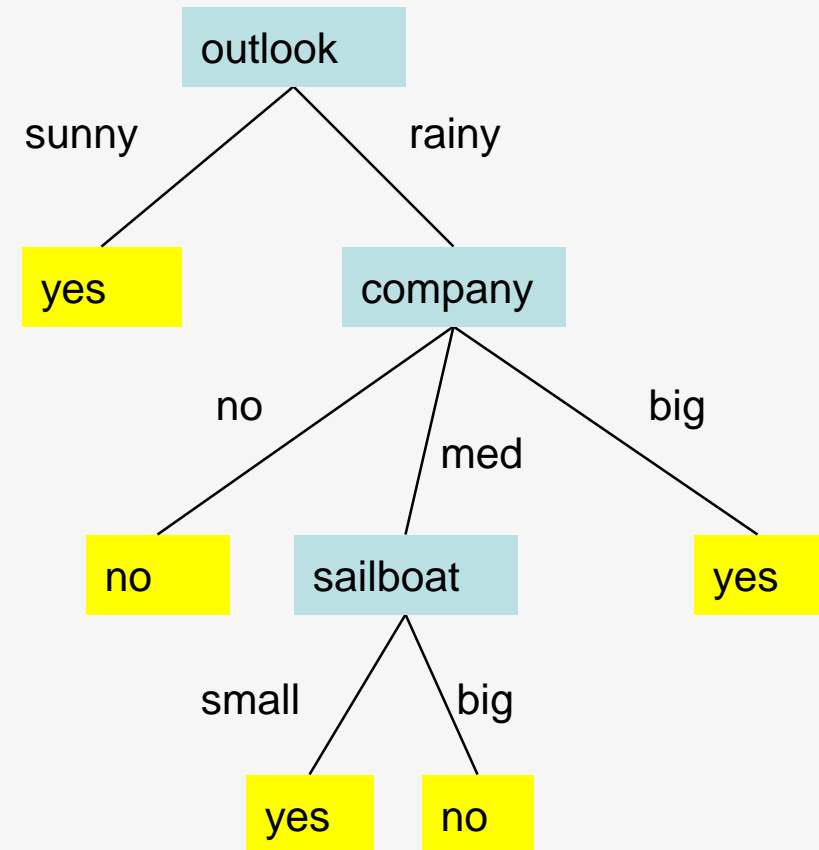 outlook
sunny rainy
yes company
no big
med
no sailboat yes
small big
yes no